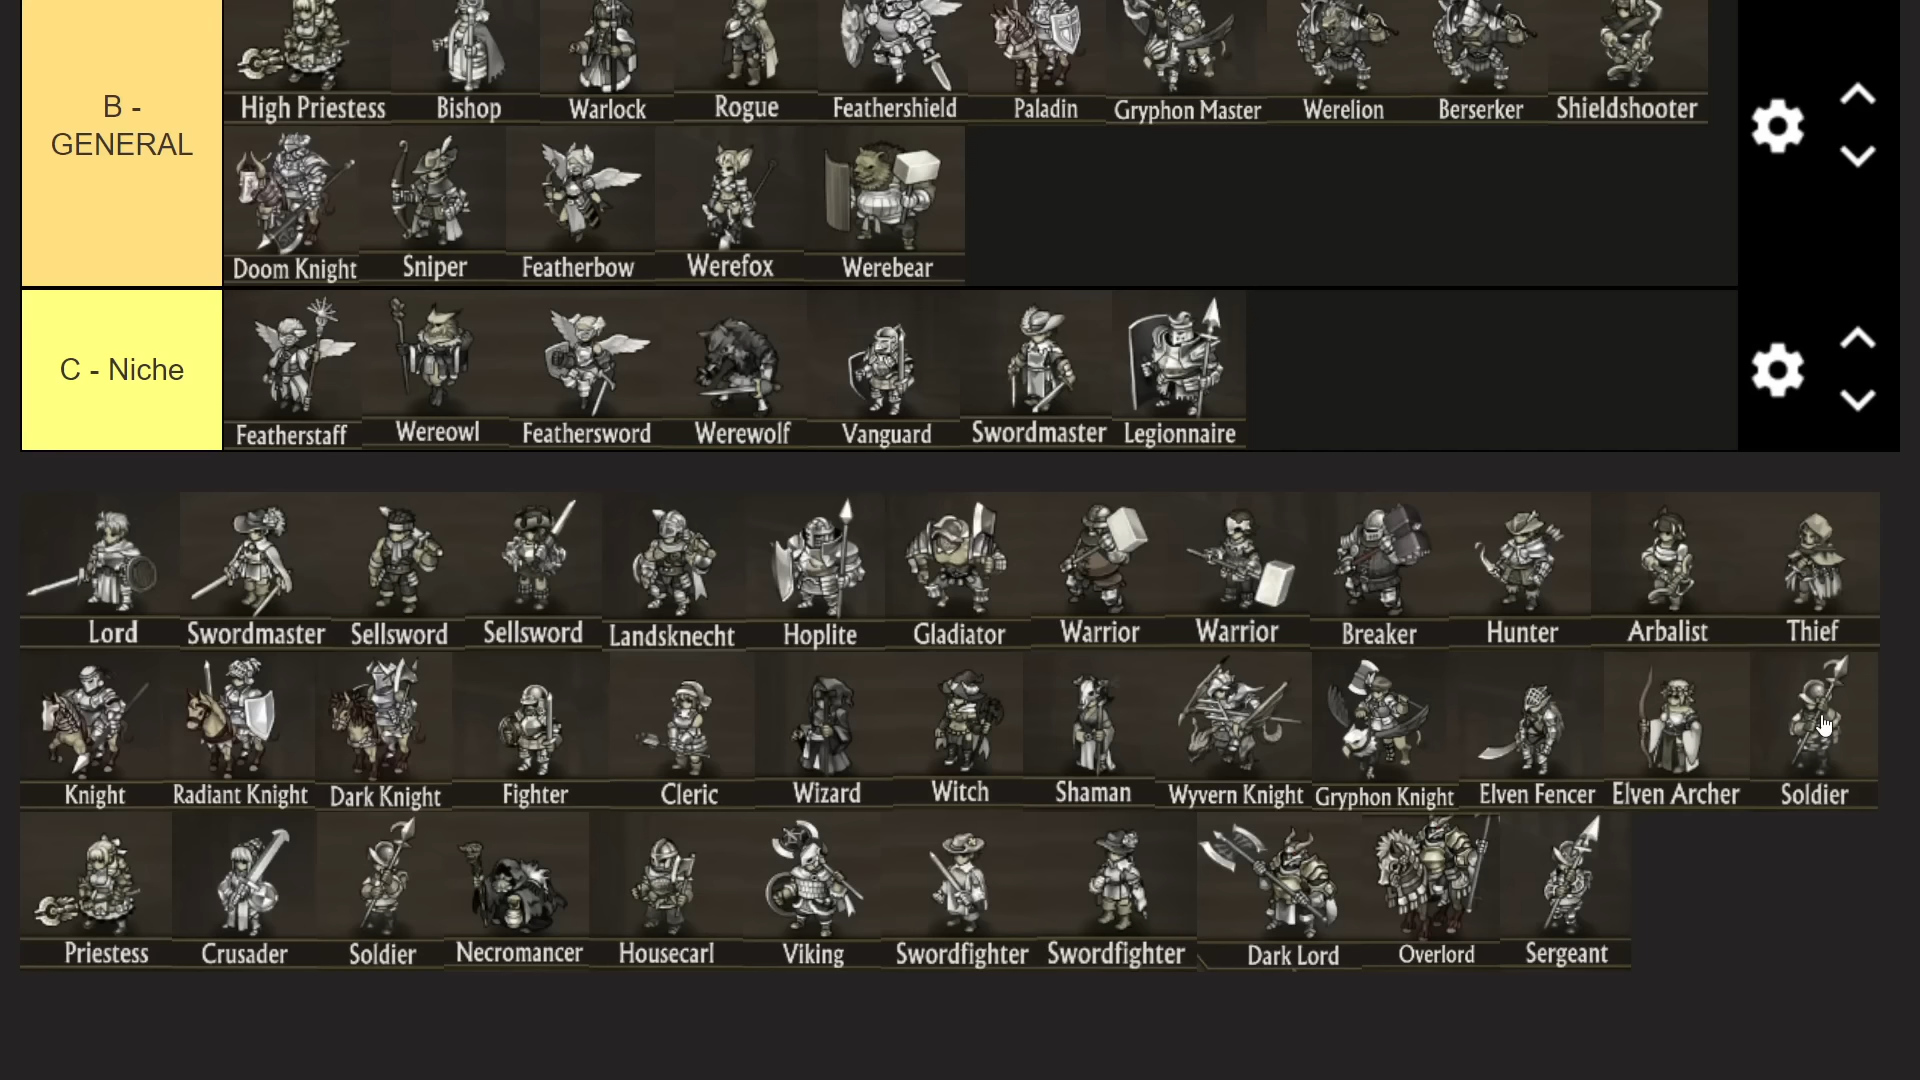 B -
GENERAL
High Priestess Bishop Warlock Rogue Feathershield Paladin Gryphon Master Werelion Berserker Shieldshooter
Doom Knight Sniper Featherbow Werefox Werebear
C - Niche
Featherstaff Wereowl Feathersword Werewolf Vanguard Swordmaster Legionnaire
Lord Swordmaster Sellsword Sellsword Landsknecht Hoplite Gladiator Warrior Warrior Breaker Hunter Arbalist Thief
Knight Radiant Knight Dark Knight Fighter Cleric Wizard Witch Shaman Wyvern Knight Gryphon Knight Elven Fencer Elven Archer Soldier
Priestess Crusader Soldier Necromancer Housecarl Viking Swordfighter Swordfighter Dark Lord Overlord Sergeant